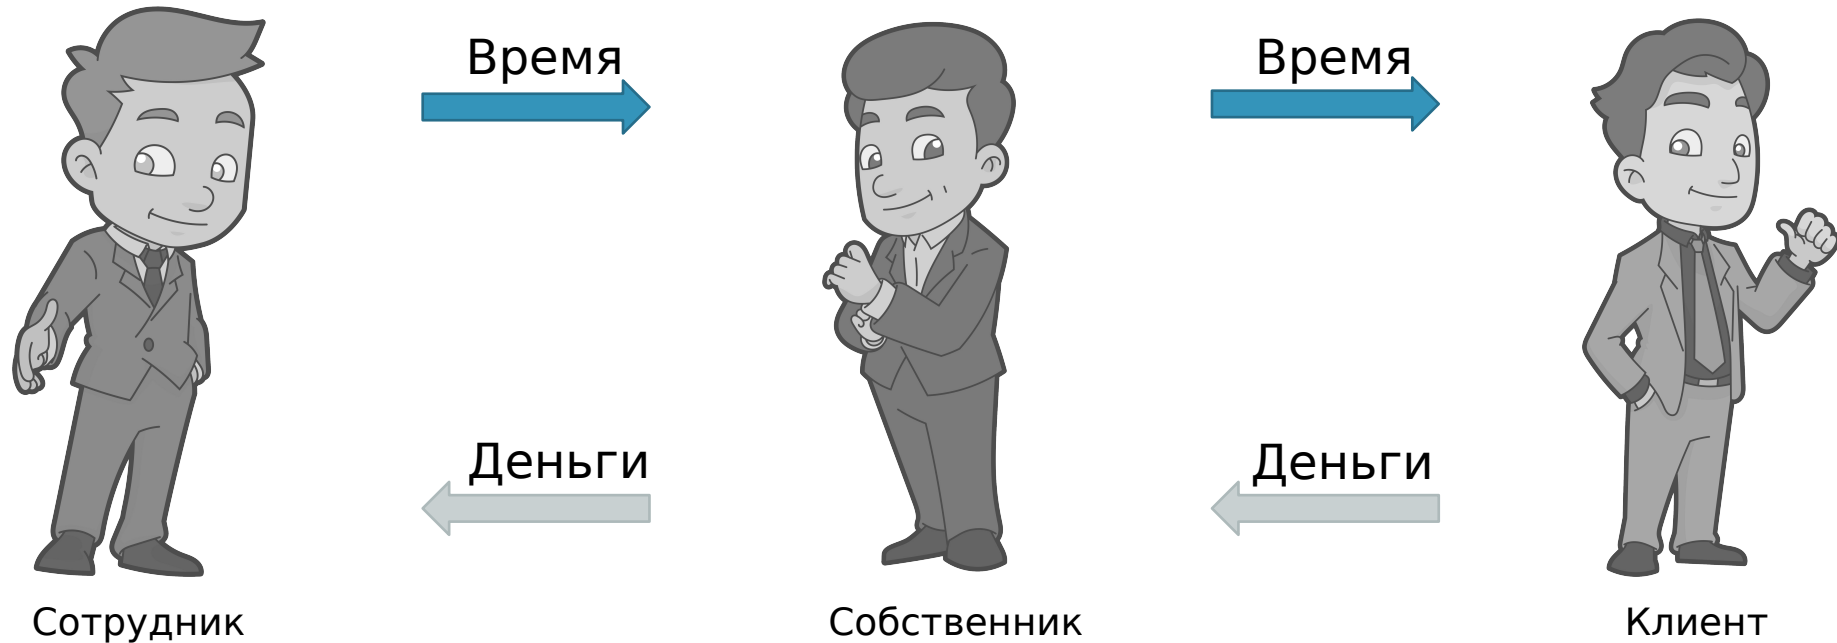 Время
Время
Деньги
Деньги
Сотрудник
Собственник
Клиент